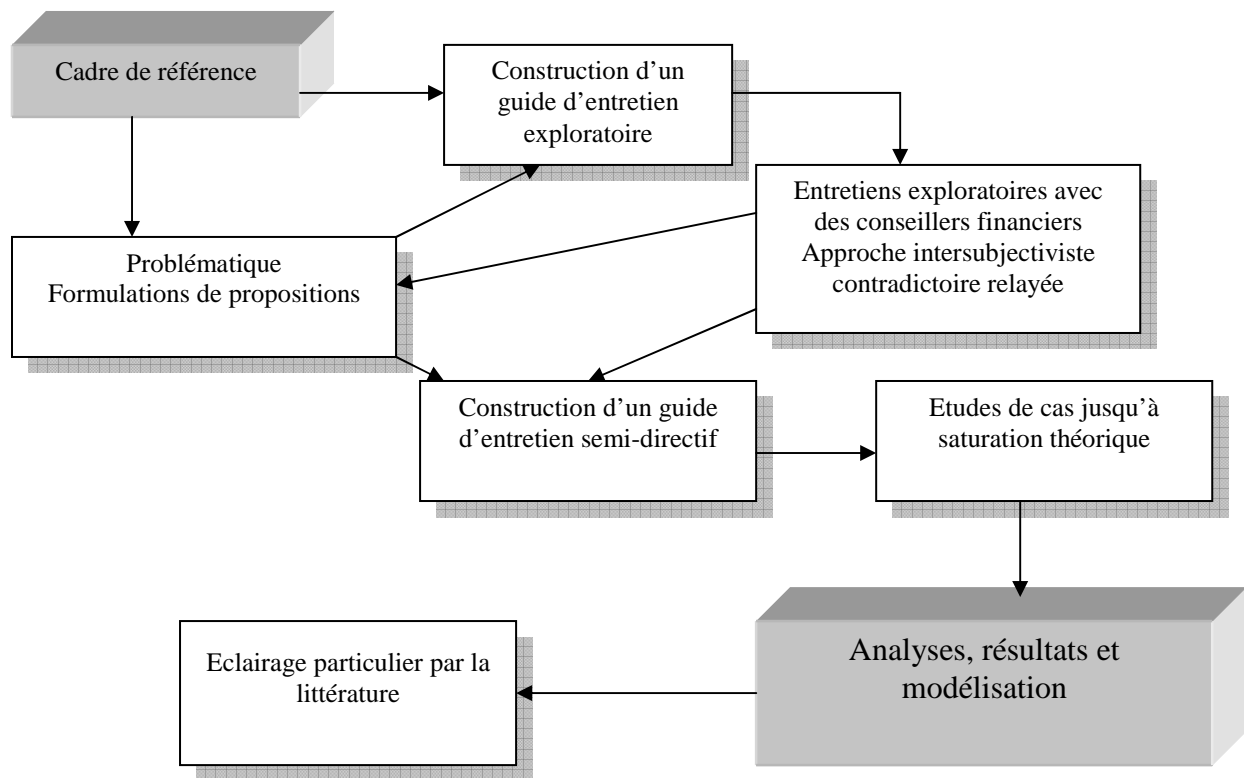 Cadre de référence
Construction d’un
guide d’entretien
exploratoire
Entretiens exploratoires avec
des conseillers financiers
Approche intersubjectiviste
contradictoire relayée
Problématique
Formulations de propositions
Construction d’un guide
d’entretien semi-directif
Etudes de cas jusqu’à
saturation théorique
Analyses, résultats et
modélisation
Eclairage particulier par la
littérature